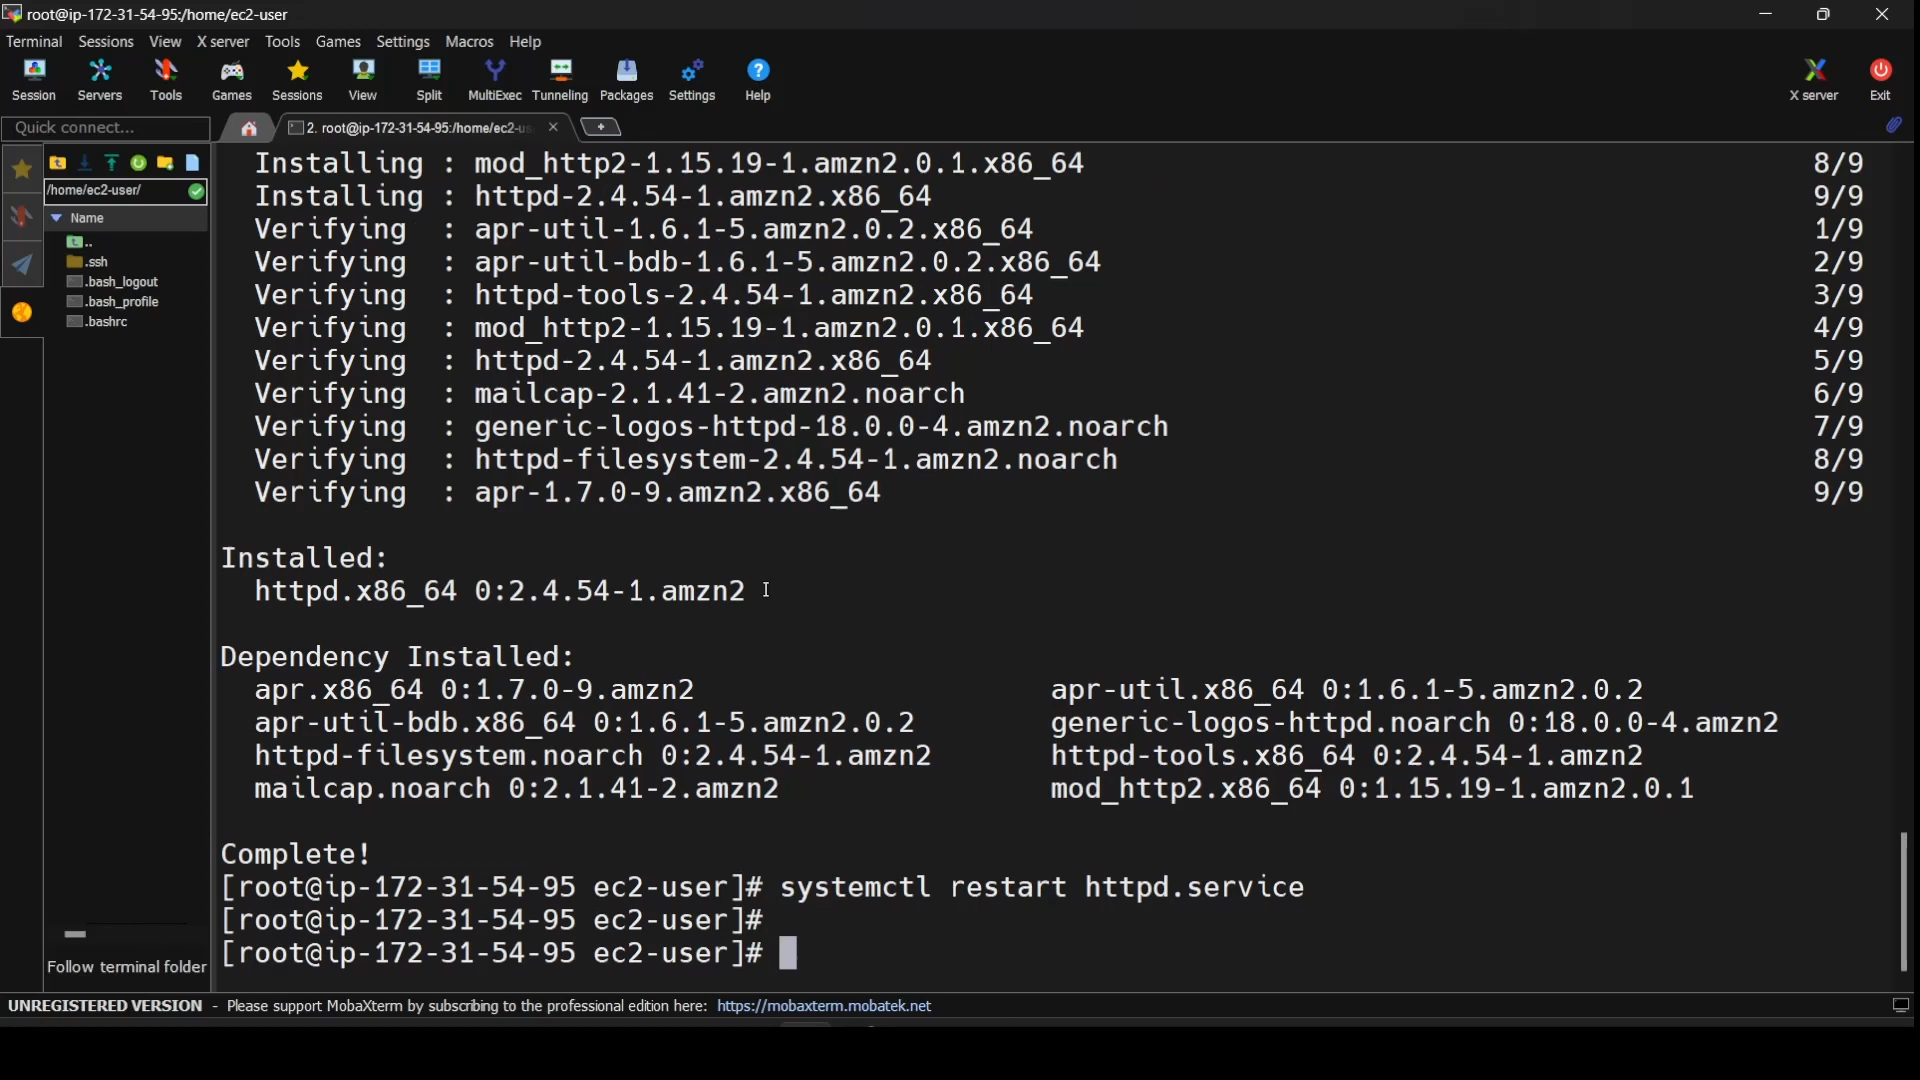 root@ip-172-31-54-95:/home/ec2-user
Terminal Sessions View X server Tools Games Settings Macros Help
Session Servers Tools Games Sessions View Split MultiExec Tunneling Packages Settings Help X server Exit
Quick connect...
2. root@ip-172-31-54-95:/home/ec2-us
/home/ec2-user/
Name
..
.ssh
.bash_logout
.bash_profile
.bashrc
Follow terminal folder
Installing : mod_http2-1.15.19-1.amzn2.0.1.x86_64 8/9
Installing : httpd-2.4.54-1.amzn2.x86_64 9/9
Verifying : apr-util-1.6.1-5.amzn2.0.2.x86_64 1/9
Verifying : apr-util-bdb-1.6.1-5.amzn2.0.2.x86_64 2/9
Verifying : httpd-tools-2.4.54-1.amzn2.x86_64 3/9
Verifying : mod_http2-1.15.19-1.amzn2.0.1.x86_64 4/9
Verifying : httpd-2.4.54-1.amzn2.x86_64 5/9
Verifying : mailcap-2.1.41-2.amzn2.noarch 6/9
Verifying : generic-logos-httpd-18.0.0-4.amzn2.noarch 7/9
Verifying : httpd-filesystem-2.4.54-1.amzn2.noarch 8/9
Verifying : apr-1.7.0-9.amzn2.x86_64 9/9
Installed:
httpd.x86_64 0:2.4.54-1.amzn2
Dependency Installed:
apr.x86_64 0:1.7.0-9.amzn2 apr-util.x86_64 0:1.6.1-5.amzn2.0.2
apr-util-bdb.x86_64 0:1.6.1-5.amzn2.0.2 generic-logos-httpd.noarch 0:18.0.0-4.amzn2
httpd-filesystem.noarch 0:2.4.54-1.amzn2 httpd-tools.x86_64 0:2.4.54-1.amzn2
mailcap.noarch 0:2.1.41-2.amzn2 mod_http2.x86_64 0:1.15.19-1.amzn2.0.1
Complete!
[root@ip-172-31-54-95 ec2-user]# systemctl restart httpd.service
[root@ip-172-31-54-95 ec2-user]#
[root@ip-172-31-54-95 ec2-user]#
UNREGISTERED VERSION - Please support MobaXterm by subscribing to the professional edition here: https://mobaxterm.mobatek.net